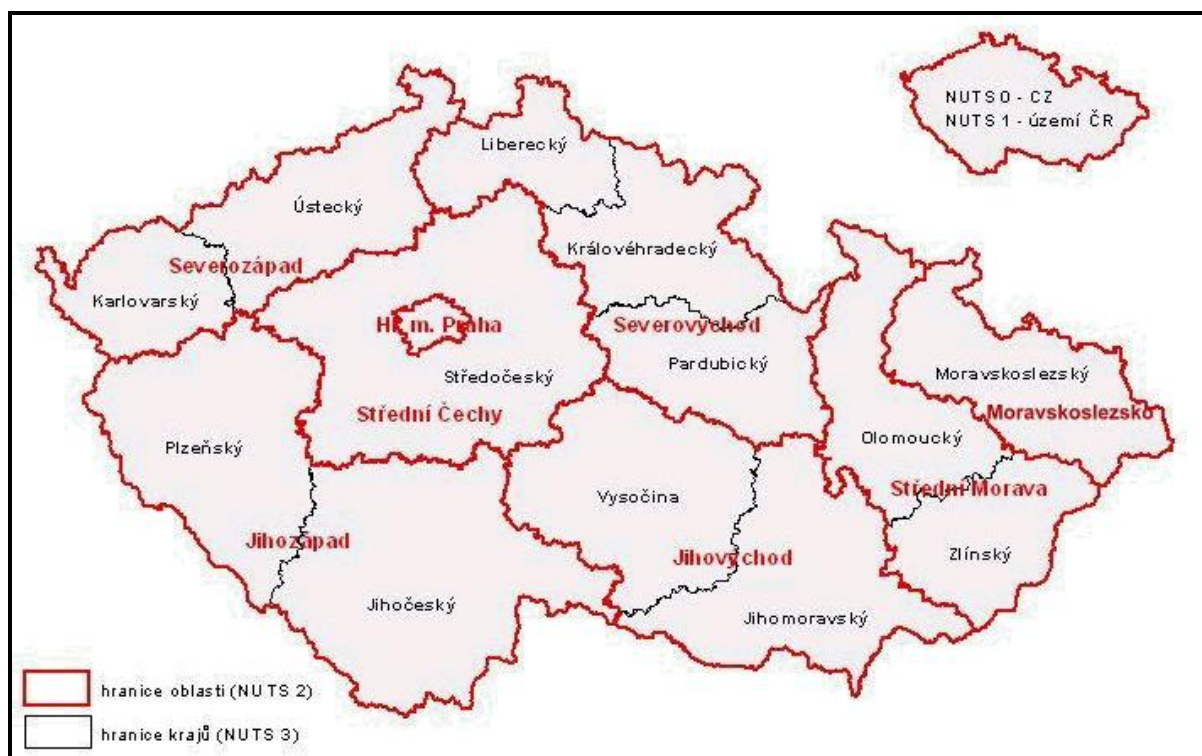 NUTS 0 - CZ
NUTS 1 - území ČR
Liberecký
Ústecký
Královéhradecký
Severozápad
Karlovarský
Hl. m. Praha
Severovýchod
Pardubický
Středočeský
Moravskoslezský
Střední Čechy
Moravskoslezsko
Plzeňský
Olomoucký
Vysočina
Střední Morava
Jihozápad
Jihovýchod
Zlínský
Jihočeský
Jihomoravský
hranice oblastí (NUTS 2)
hranice krajů (NUTS 3)